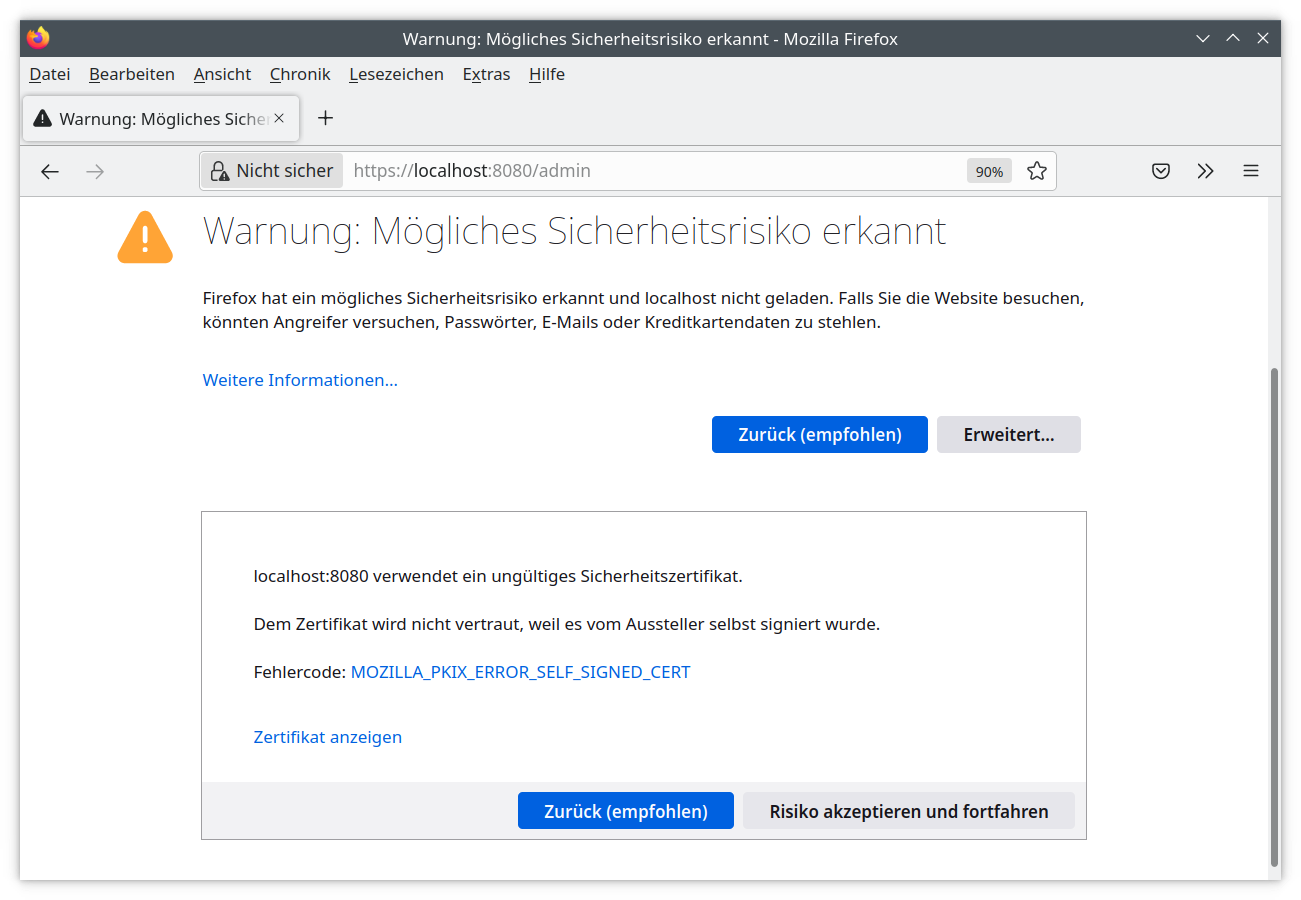 Warnung: Mögliches Sicherheitsrisiko erkannt - Mozilla Firefox
Datei Bearbeiten Ansicht Chronik Lesezeichen Extras Hilfe
Warnung: Mögliches Siche
Nicht sicher https://localhost:8080/admin 90%
Warnung: Mögliches Sicherheitsrisiko erkannt
Firefox hat ein mögliches Sicherheitsrisiko erkannt und localhost nicht geladen. Falls Sie die Website besuchen,
könnten Angreifer versuchen, Passwörter, E-Mails oder Kreditkartendaten zu stehlen.
Weitere Informationen…
Zurück (empfohlen) Erweitert…
localhost:8080 verwendet ein ungültiges Sicherheitszertifikat.
Dem Zertifikat wird nicht vertraut, weil es vom Aussteller selbst signiert wurde.
Fehlercode: MOZILLA_PKIX_ERROR_SELF_SIGNED_CERT
Zertifikat anzeigen
Zurück (empfohlen) Risiko akzeptieren und fortfahren